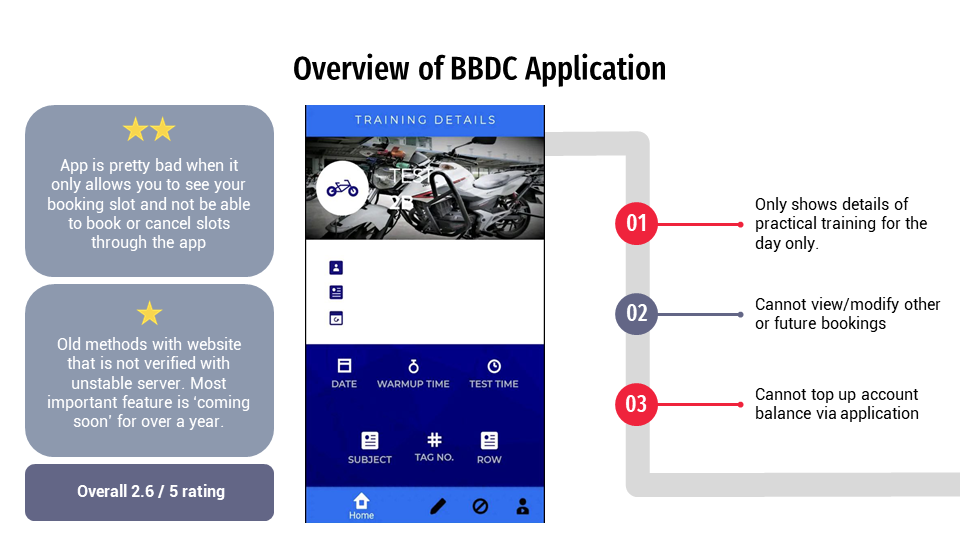 Overview of BBDC Application
App is pretty bad when it
only allows you to see your
booking slot and not be able
to book or cancel slots
through the app
Old methods with website
that is not verified with
unstable server. Most
important feature is ‘coming
soon’ for over a year.
Overall 2.6 / 5 rating
TRAINING DETAILS
TEST
2B
DATE
WARMUP TIME
TEST TIME
SUBJECT
TAG NO.
ROW
Home
01
Only shows details of
practical training for the
day only.
02
Cannot view/modify other
or future bookings
03
Cannot top up account
balance via application